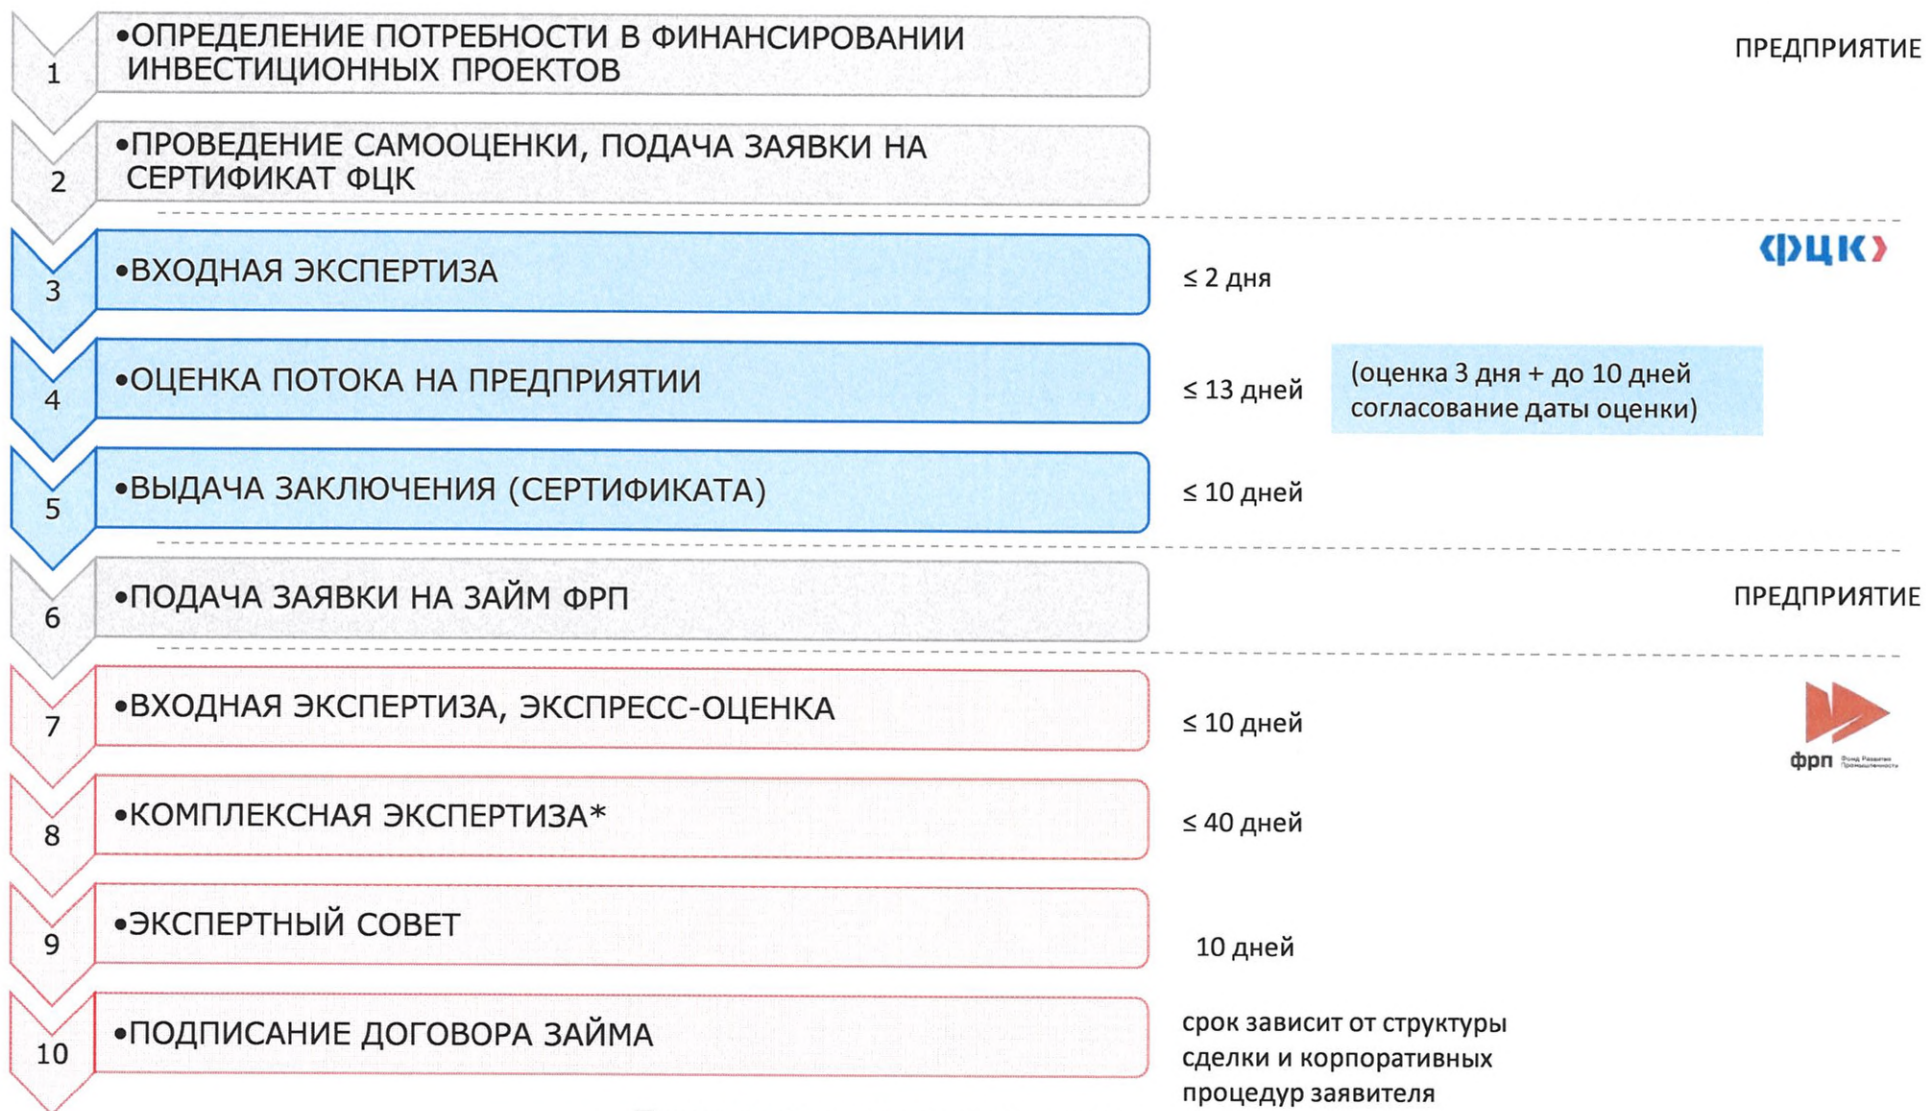 1
•ОПРЕДЕЛЕНИЕ ПОТРЕБНОСТИ В ФИНАНСИРОВАНИИ
ИНВЕСТИЦИОННЫХ ПРОЕКТОВ
ПРЕДПРИЯТИЕ
2
•ПРОВЕДЕНИЕ САМООЦЕНКИ, ПОДАЧА ЗАЯВКИ НА
СЕРТИФИКАТ ФЦК
ФЦК
3
•ВХОДНАЯ ЭКСПЕРТИЗА
≤ 2 дня
4
•ОЦЕНКА ПОТОКА НА ПРЕДПРИЯТИИ
≤ 13 дней
(оценка 3 дня + до 10 дней
согласование даты оценки)
5
•ВЫДАЧА ЗАКЛЮЧЕНИЯ (СЕРТИФИКАТА)
≤ 10 дней
6
•ПОДАЧА ЗАЯВКИ НА ЗАЙМ ФРП
ПРЕДПРИЯТИЕ
7
•ВХОДНАЯ ЭКСПЕРТИЗА, ЭКСПРЕСС-ОЦЕНКА
≤ 10 дней
фрп
Фонд Развития
Промышленности
8
•КОМПЛЕКСНАЯ ЭКСПЕРТИЗА*
≤ 40 дней
9
•ЭКСПЕРТНЫЙ СОВЕТ
10 дней
10
•ПОДПИСАНИЕ ДОГОВОРА ЗАЙМА
срок зависит от структуры
сделки и корпоративных
процедур заявителя